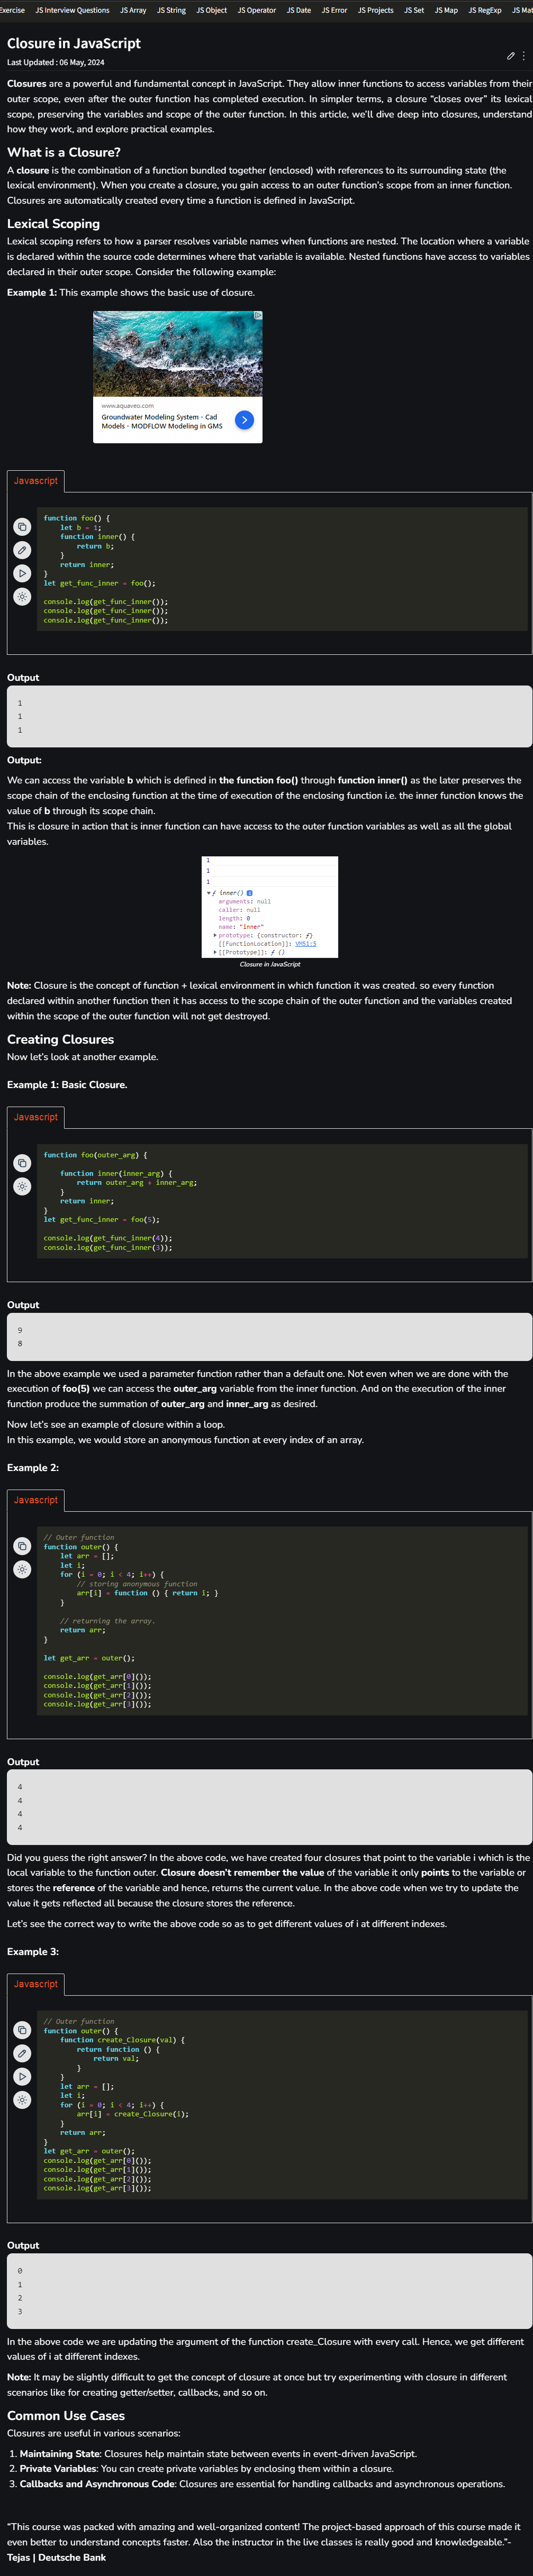 Exercise JS Interview Questions JS Array JS String JS Object JS Operator JS Date JS Error JS Projects JS Set JS Map JS RegExp JS Mat
Closure in JavaScript
Last Updated : 06 May, 2024
Closures are a powerful and fundamental concept in JavaScript. They allow inner functions to access variables from their
outer scope, even after the outer function has completed execution. In simpler terms, a closure “closes over” its lexical
scope, preserving the variables and scope of the outer function. In this article, we’ll dive deep into closures, understand
how they work, and explore practical examples.
What is a Closure?
A closure is the combination of a function bundled together (enclosed) with references to its surrounding state (the
lexical environment). When you create a closure, you gain access to an outer function’s scope from an inner function.
Closures are automatically created every time a function is defined in JavaScript.
Lexical Scoping
Lexical scoping refers to how a parser resolves variable names when functions are nested. The location where a variable
is declared within the source code determines where that variable is available. Nested functions have access to variables
declared in their outer scope. Consider the following example:
Example 1: This example shows the basic use of closure.
www.aquaveo.com
Groundwater Modeling System - Cad
Models - MODFLOW Modeling in GMS
Javascript
function foo() {
let b = 1;
function inner() {
return b;
}
return inner;
}
let get_func_inner = foo();
console.log(get_func_inner());
console.log(get_func_inner());
console.log(get_func_inner());
Output
1
1
1
Output:
We can access the variable b which is defined in the function foo() through function inner() as the later preserves the
scope chain of the enclosing function at the time of execution of the enclosing function i.e. the inner function knows the
value of b through its scope chain.
This is closure in action that is inner function can have access to the outer function variables as well as all the global
variables.
1
1
1
▼ƒ inner() i
arguments: null
caller: null
length: 0
name: "inner"
▶prototype: {constructor: ƒ}
[[FunctionLocation]]: VM51:5
▶[[Prototype]]: ƒ ()
Closure in JavaScript
Note: Closure is the concept of function + lexical environment in which function it was created. so every function
declared within another function then it has access to the scope chain of the outer function and the variables created
within the scope of the outer function will not get destroyed.
Creating Closures
Now let’s look at another example.
Example 1: Basic Closure.
Javascript
function foo(outer_arg) {
function inner(inner_arg) {
return outer_arg + inner_arg;
}
return inner;
}
let get_func_inner = foo(5);
console.log(get_func_inner(4));
console.log(get_func_inner(3));
Output
9
8
In the above example we used a parameter function rather than a default one. Not even when we are done with the
execution of foo(5) we can access the outer_arg variable from the inner function. And on the execution of the inner
function produce the summation of outer_arg and inner_arg as desired.
Now let’s see an example of closure within a loop.
In this example, we would store an anonymous function at every index of an array.
Example 2:
Javascript
// Outer function
function outer() {
let arr = [];
let i;
for (i = 0; i < 4; i++) {
// storing anonymous function
arr[i] = function () { return i; }
}
// returning the array.
return arr;
}
let get_arr = outer();
console.log(get_arr[0]());
console.log(get_arr[1]());
console.log(get_arr[2]());
console.log(get_arr[3]());
Output
4
4
4
4
Did you guess the right answer? In the above code, we have created four closures that point to the variable i which is the
local variable to the function outer. Closure doesn’t remember the value of the variable it only points to the variable or
stores the reference of the variable and hence, returns the current value. In the above code when we try to update the
value it gets reflected all because the closure stores the reference.
Let’s see the correct way to write the above code so as to get different values of i at different indexes.
Example 3:
Javascript
// Outer function
function outer() {
function create_Closure(val) {
return function () {
return val;
}
}
let arr = [];
let i;
for (i = 0; i < 4; i++) {
arr[i] = create_Closure(i);
}
return arr;
}
let get_arr = outer();
console.log(get_arr[0]());
console.log(get_arr[1]());
console.log(get_arr[2]());
console.log(get_arr[3]());
Output
0
1
2
3
In the above code we are updating the argument of the function create_Closure with every call. Hence, we get different
values of i at different indexes.
Note: It may be slightly difficult to get the concept of closure at once but try experimenting with closure in different
scenarios like for creating getter/setter, callbacks, and so on.
Common Use Cases
Closures are useful in various scenarios:
1. Maintaining State: Closures help maintain state between events in event-driven JavaScript.
2. Private Variables: You can create private variables by enclosing them within a closure.
3. Callbacks and Asynchronous Code: Closures are essential for handling callbacks and asynchronous operations.
“This course was packed with amazing and well-organized content! The project-based approach of this course made it
even better to understand concepts faster. Also the instructor in the live classes is really good and knowledgeable.”-
Tejas | Deutsche Bank